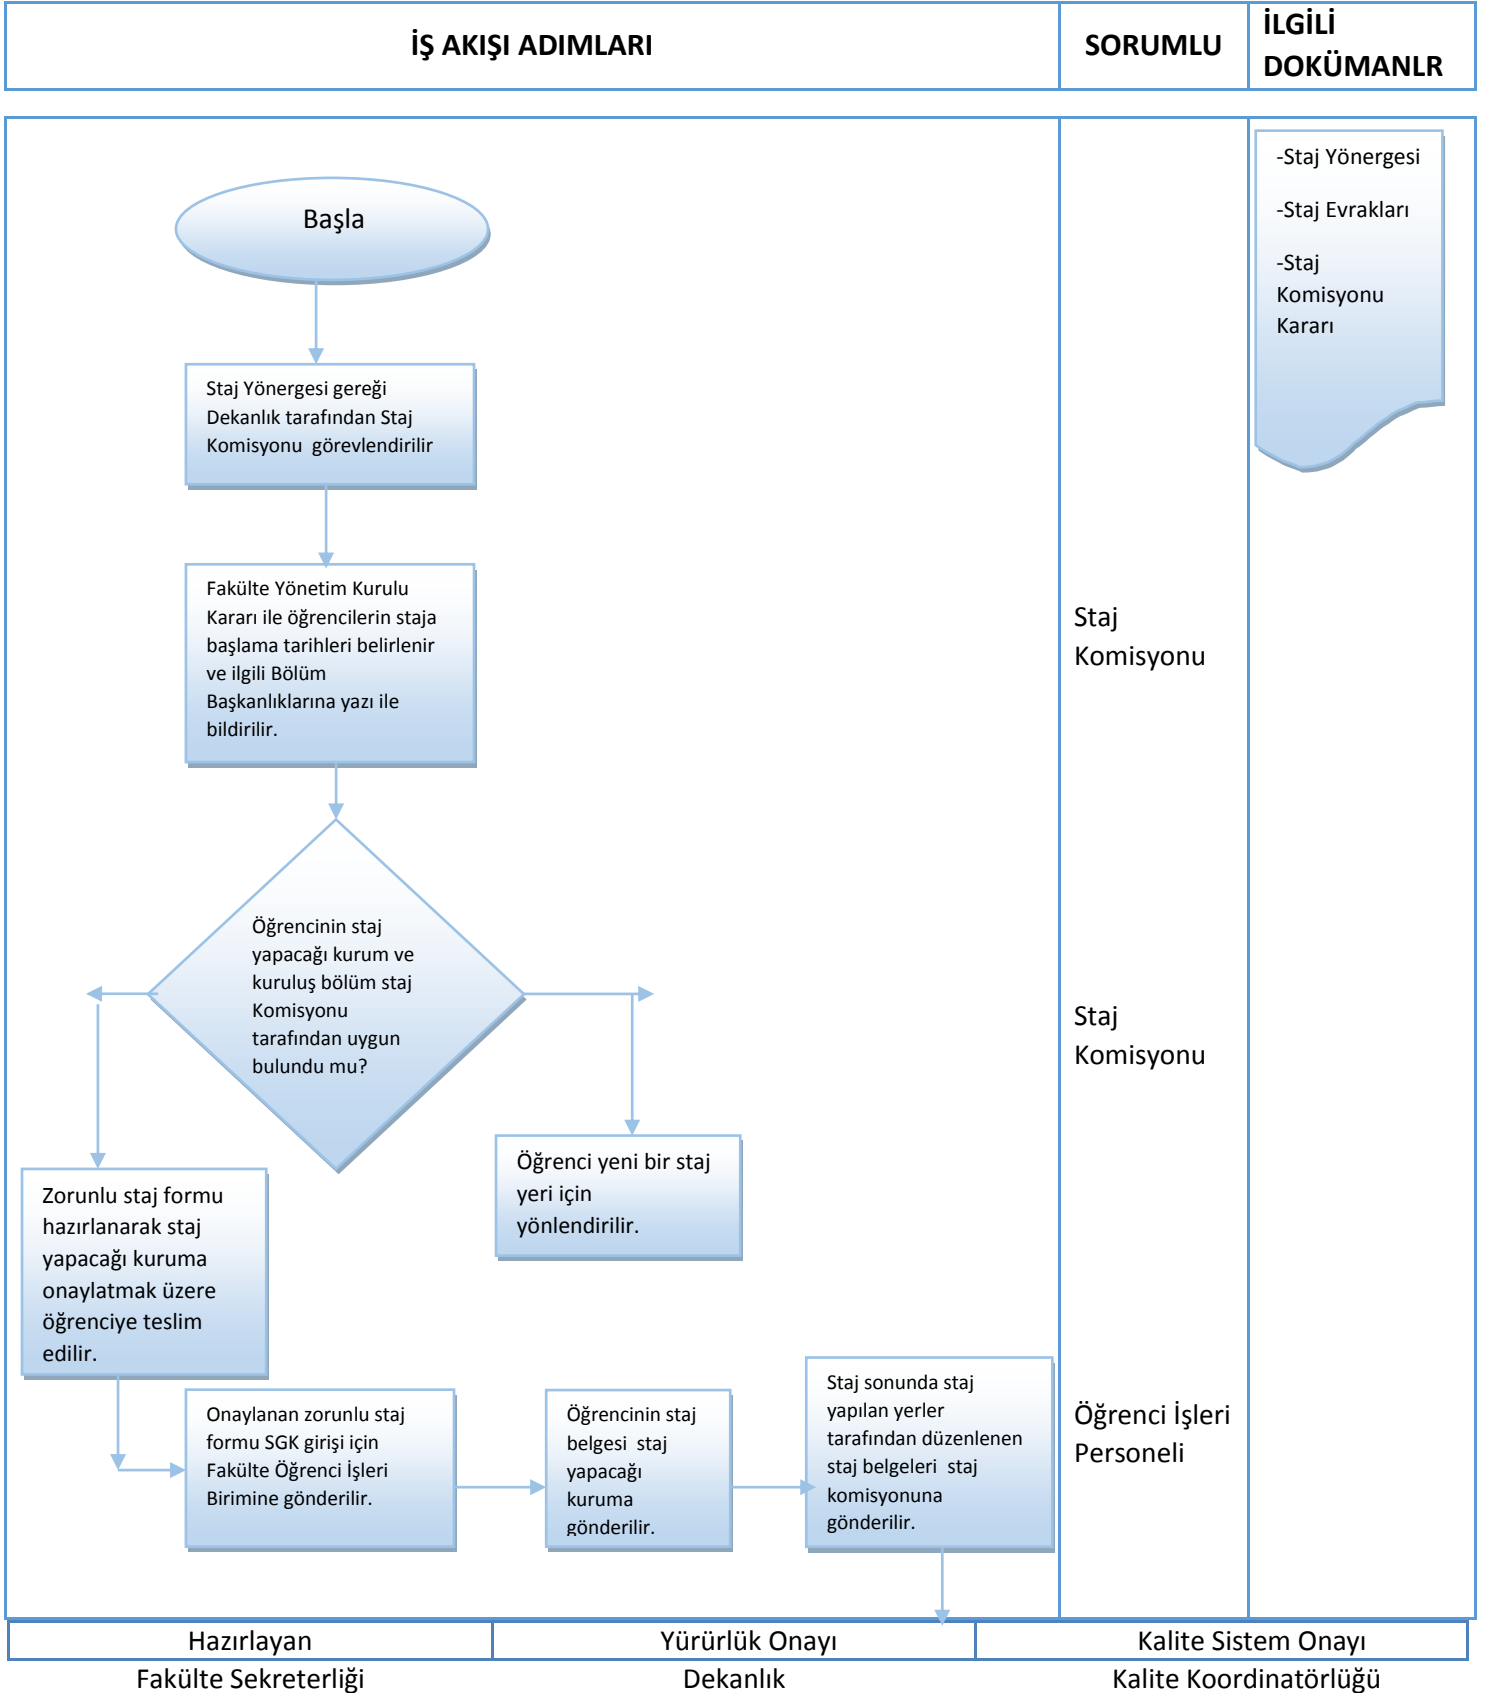 İŞ AKIŞI ADIMLARI
SORUMLU
İLGİLİ
DOKÜMANLR
-Staj Yönergesi
-Staj Evrakları
-Staj
Komisyonu
Kararı
Başla
Staj Yönergesi gereği
Dekanlık tarafından Staj
Komisyonu  görevlendirilir
Fakülte Yönetim Kurulu
Kararı ile öğrencilerin staja
başlama tarihleri belirlenir
ve ilgili Bölüm
Başkanlıklarına yazı ile
bildirilir.
Staj
Komisyonu
Öğrencinin staj
yapacağı kurum ve
kuruluş bölüm staj
Komisyonu
tarafından uygun
bulundu mu?
Staj
Komisyonu
Zorunlu staj formu
hazırlanarak staj
yapacağı kuruma
onaylatmak üzere
öğrenciye teslim
edilir.
Öğrenci yeni bir staj
yeri için
yönlendirilir.
Onaylanan zorunlu staj
formu SGK girişi için
Fakülte Öğrenci İşleri
Birimine gönderilir.
Öğrencinin staj
belgesi  staj
yapacağı
kuruma
gönderilir.
Staj sonunda staj
yapılan yerler
tarafından düzenlenen
staj belgeleri  staj
komisyonuna
gönderilir.
Öğrenci İşleri
Personeli
Hazırlayan
Yürürlük Onayı
Kalite Sistem Onayı
Fakülte Sekreterliği
Dekanlık
Kalite Koordinatörlüğü